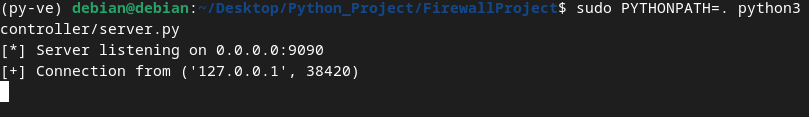 (py-ve) debian@debian:~/Desktop/Python_Project/FirewallProject$ sudo PYTHONPATH=. python3
controller/server.py
[*] Server listening on 0.0.0.0:9090
[+] Connection from ('127.0.0.1', 38420)